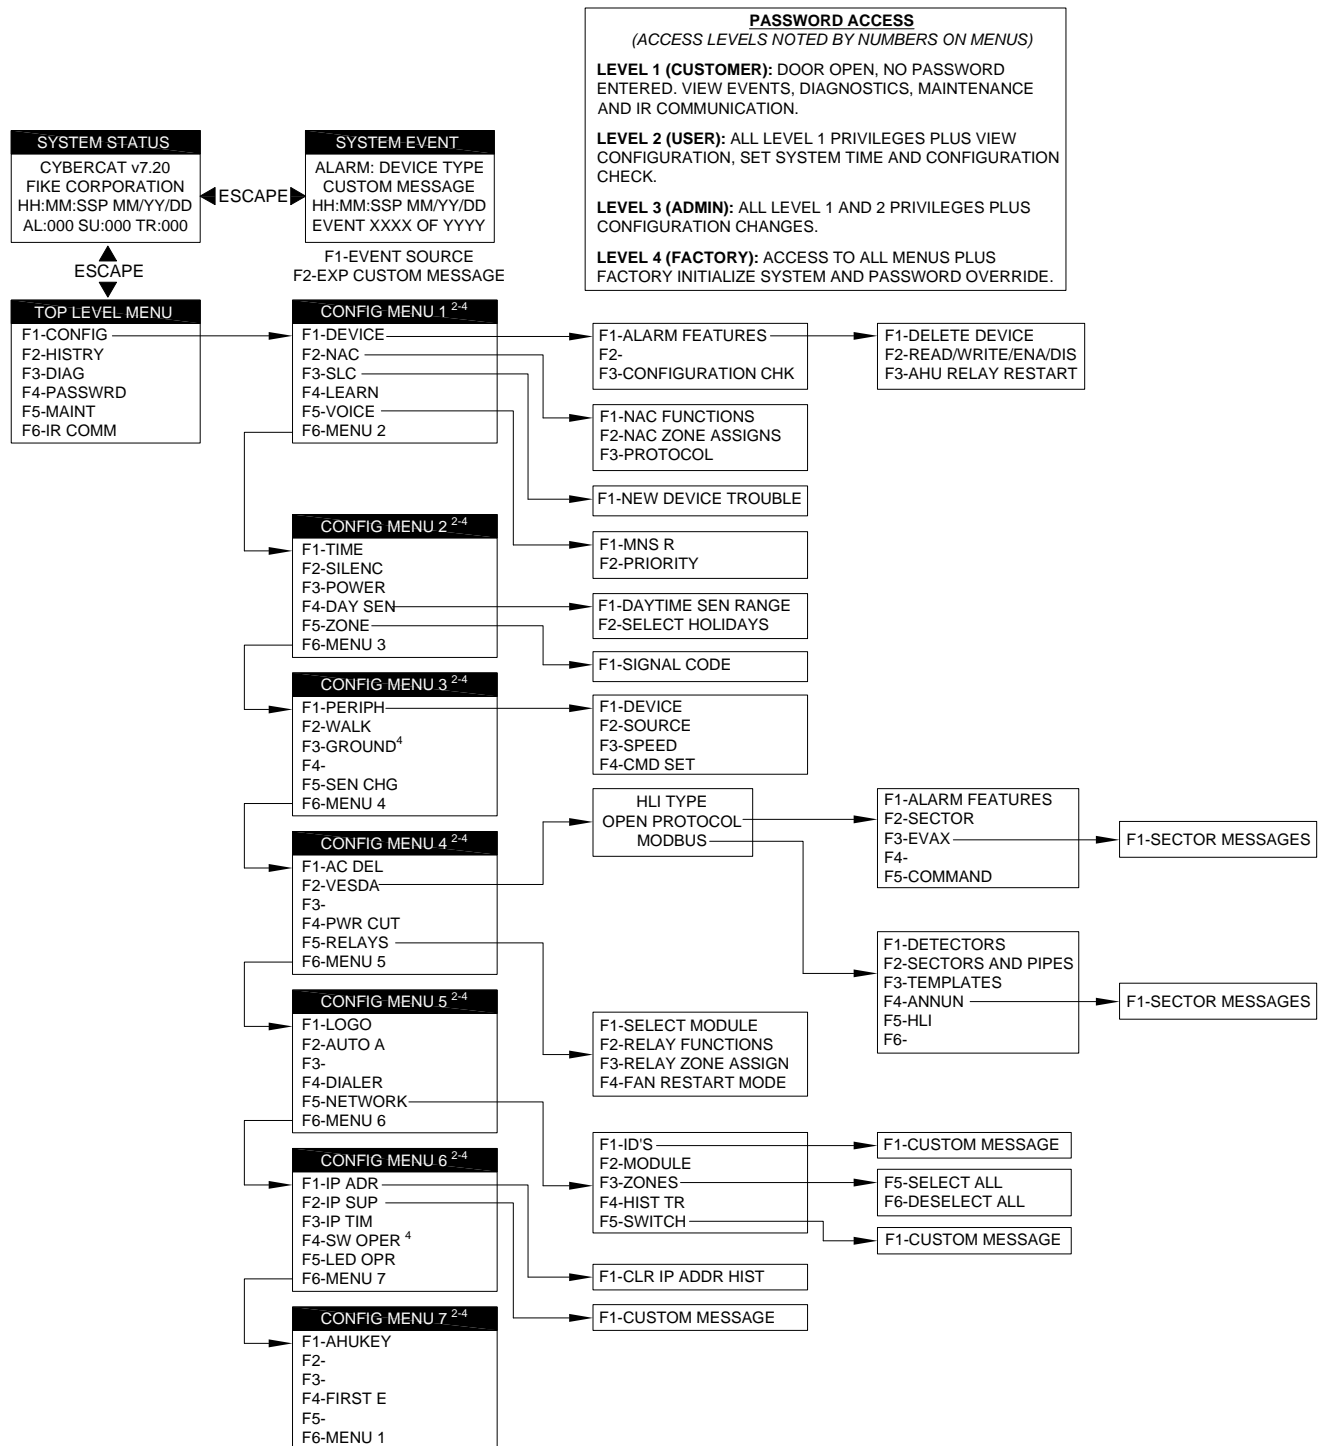 PASSWORD ACCESS
(ACCESS LEVELS NOTED BY NUMBERS ON MENUS)
LEVEL 1 (CUSTOMER): DOOR OPEN, NO PASSWORD
ENTERED. VIEW EVENTS, DIAGNOSTICS, MAINTENANCE
AND IR COMMUNICATION.
LEVEL 2 (USER): ALL LEVEL 1 PRIVILEGES PLUS VIEW
CONFIGURATION, SET SYSTEM TIME AND CONFIGURATION
CHECK.
LEVEL 3 (ADMIN): ALL LEVEL 1 AND 2 PRIVILEGES PLUS
CONFIGURATION CHANGES.
LEVEL 4 (FACTORY): ACCESS TO ALL MENUS PLUS
FACTORY INITIALIZE SYSTEM AND PASSWORD OVERRIDE.
SYSTEM STATUS
CYBERCAT v7.20
FIKE CORPORATION
HH:MM:SSP MM/YY/DD
AL:000 SU:000 TR:000
ESCAPE
SYSTEM EVENT
ALARM: DEVICE TYPE
CUSTOM MESSAGE
HH:MM:SSP MM/YY/DD
EVENT XXXX OF YYYY
F1-EVENT SOURCE
F2-EXP CUSTOM MESSAGE
ESCAPE
TOP LEVEL MENU
F1-CONFIG
F2-HISTRY
F3-DIAG
F4-PASSWRD
F5-MAINT
F6-IR COMM
CONFIG MENU 1 2-4
F1-DEVICE
F2-NAC
F3-SLC
F4-LEARN
F5-VOICE
F6-MENU 2
F1-ALARM FEATURES
F2-
F3-CONFIGURATION CHK
F1-DELETE DEVICE
F2-READ/WRITE/ENA/DIS
F3-AHU RELAY RESTART
F1-NAC FUNCTIONS
F2-NAC ZONE ASSIGNS
F3-PROTOCOL
F1-NEW DEVICE TROUBLE
F1-MNS R
F2-PRIORITY
CONFIG MENU 2 2-4
F1-TIME
F2-SILENC
F3-POWER
F4-DAY SEN
F5-ZONE
F6-MENU 3
F1-DAYTIME SEN RANGE
F2-SELECT HOLIDAYS
F1-SIGNAL CODE
CONFIG MENU 3 2-4
F1-PERIPH
F2-WALK
F3-GROUND4
F4-
F5-SEN CHG
F6-MENU 4
F1-DEVICE
F2-SOURCE
F3-SPEED
F4-CMD SET
CONFIG MENU 4 2-4
F1-AC DEL
F2-VESDA
F3-
F4-PWR CUT
F5-RELAYS
F6-MENU 5
HLI TYPE
OPEN PROTOCOL
MODBUS
F1-ALARM FEATURES
F2-SECTOR
F3-EVAX
F4-
F5-COMMAND
F1-SECTOR MESSAGES
F1-DETECTORS
F2-SECTORS AND PIPES
F3-TEMPLATES
F4-ANNUN
F5-HLI
F6-
F1-SECTOR MESSAGES
F1-SELECT MODULE
F2-RELAY FUNCTIONS
F3-RELAY ZONE ASSIGN
F4-FAN RESTART MODE
CONFIG MENU 5 2-4
F1-LOGO
F2-AUTO A
F3-
F4-DIALER
F5-NETWORK
F6-MENU 6
F1-ID'S
F2-MODULE
F3-ZONES
F4-HIST TR
F5-SWITCH
F1-CUSTOM MESSAGE
F5-SELECT ALL
F6-DESELECT ALL
F1-CUSTOM MESSAGE
CONFIG MENU 6 2-4
F1-IP ADR
F2-IP SUP
F3-IP TIM
F4-SW OPER 4
F5-LED OPR
F6-MENU 7
F1-CLR IP ADDR HIST
F1-CUSTOM MESSAGE
CONFIG MENU 7 2-4
F1-AHUKEY
F2-
F3-
F4-FIRST E
F5-
F6-MENU 1